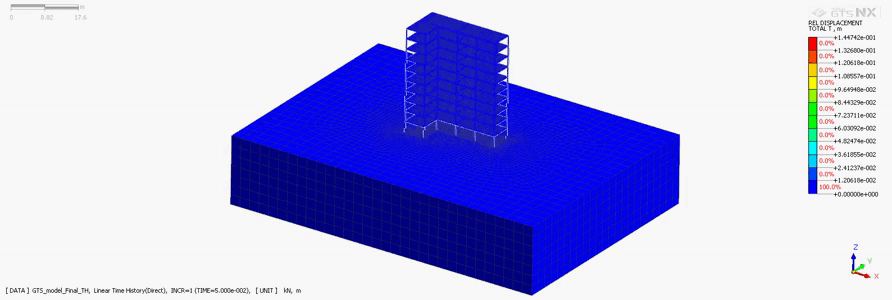 m
0 8.82 17.6
GTS NX
REL DISPLACEMENT
TOTAL T , m
+1.44742e-001
0.0%
+1.32680e-001
0.0%
+1.20618e-001
0.0%
+1.08557e-001
0.0%
+9.64948e-002
0.0%
+8.44329e-002
0.0%
+7.23711e-002
0.0%
+6.03092e-002
0.0%
+4.82474e-002
0.0%
+3.61855e-002
0.0%
+2.41237e-002
0.0%
+1.20618e-002
100.0%
+0.00000e+000
Z
Y
X
[ DATA ] GTS_model_Final_TH, Linear Time History(Direct), INCR=1 (TIME=5.000e-002), [ UNIT ] kN, m